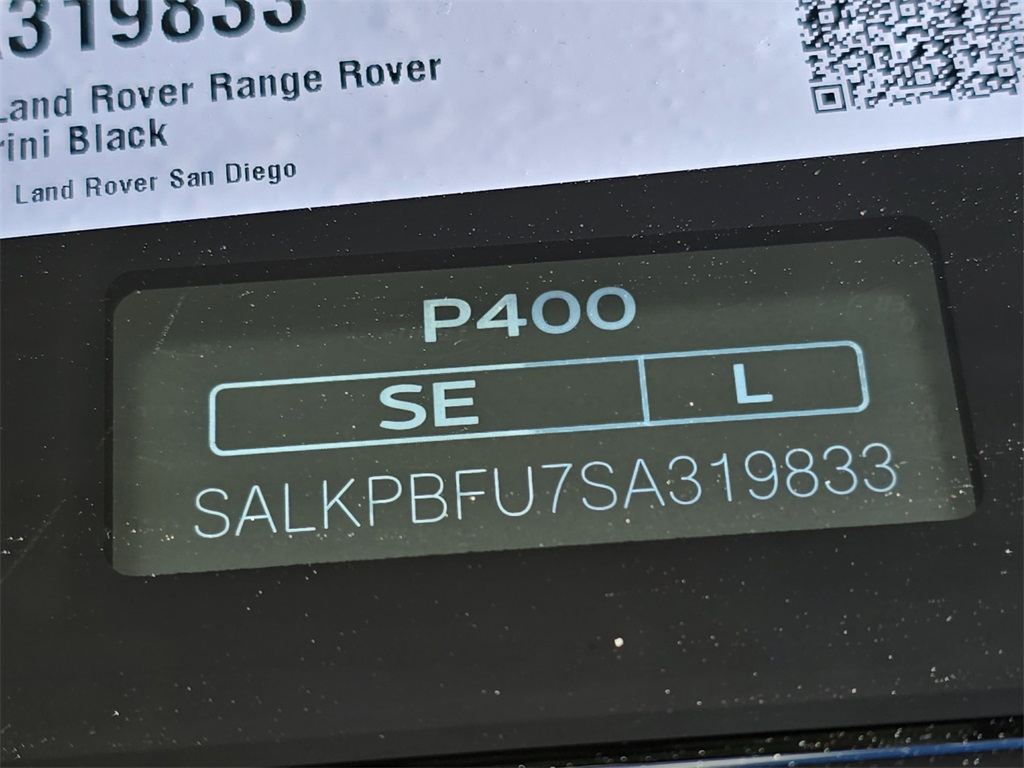 319833
Land Rover Range Rover
rini Black
Land Rover San Diego
P400
SE L
SALKPBFU7SA319833